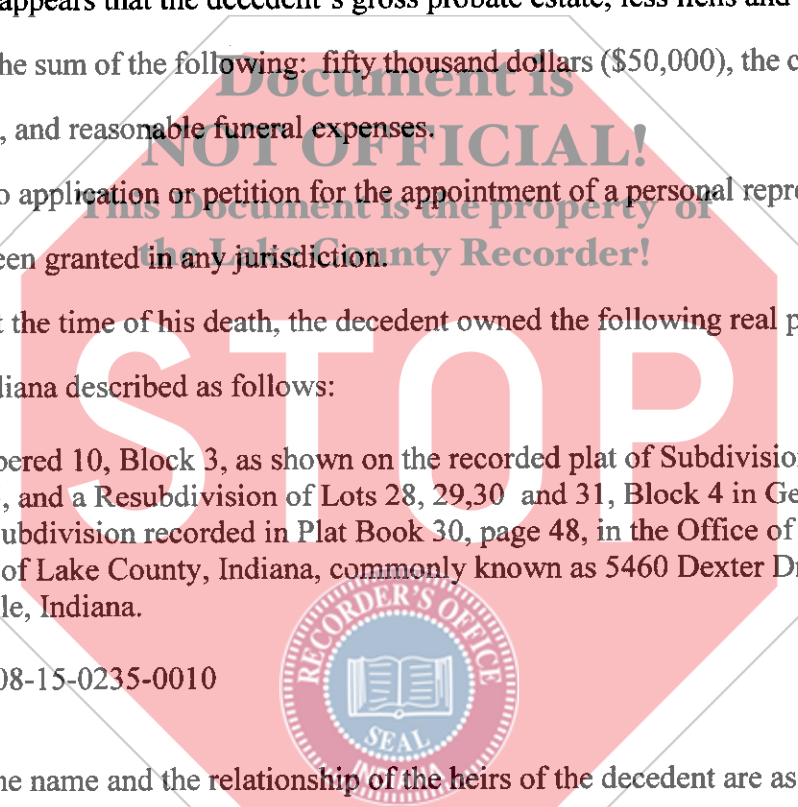 appears that the decedent's gross probate estate, less liens and
he sum of the following: fifty thousand dollars ($50,000), the c
Document is
, and reasonable funeral expenses.
NOT OFFICIAL!
o application or petition for the appointment of a personal repre
This Document is the property of
een granted in any jurisdiction.
the Lake County Recorder!
t the time of his death, the decedent owned the following real p
diana described as follows:
STOP
bered 10, Block 3, as shown on the recorded plat of Subdivisio
, and a Resubdivision of Lots 28, 29,30 and 31, Block 4 in Ge
ubdivision recorded in Plat Book 30, page 48, in the Office of
of Lake County, Indiana, commonly known as 5460 Dexter Dr
le, Indiana.
RECORDER'S OFFICE
08-15-0235-0010
SEAL
INDIANA
he name and the relationship of the heirs of the decedent are as